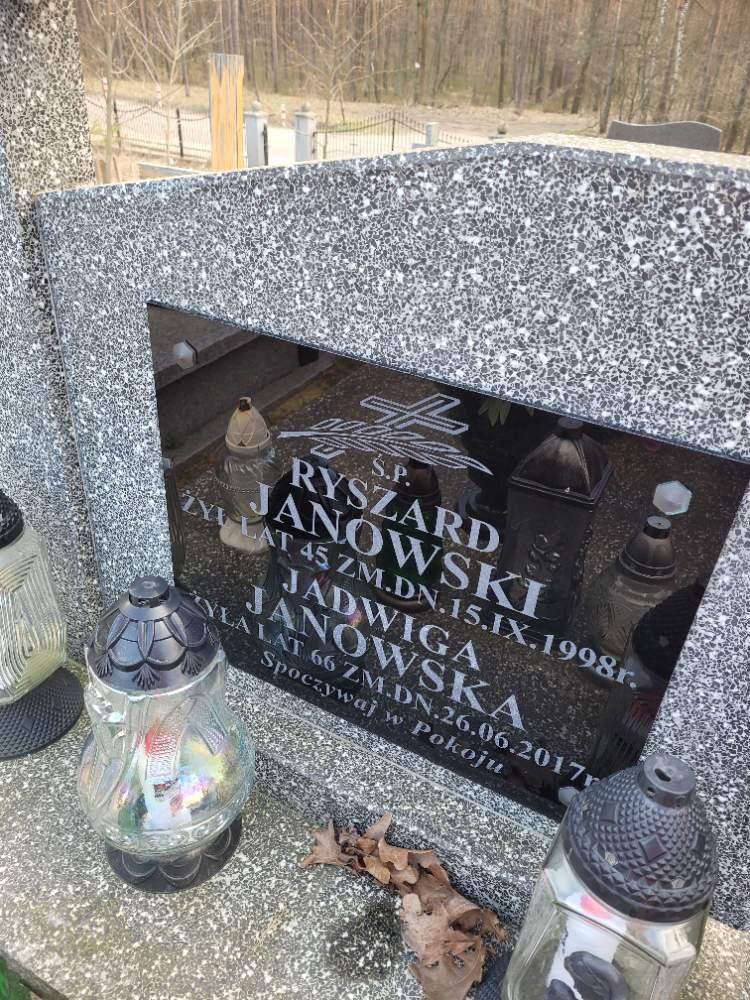 Ś.P.
RYSZARD
JANOWSKI
ŻYŁ LAT 45 ZM.DN.15.IX.1998r.
JADWIGA
JANOWSKA
ŻYŁA LAT 66 ZM.DN.26.06.2017r.
Spoczywaj w Pokoju